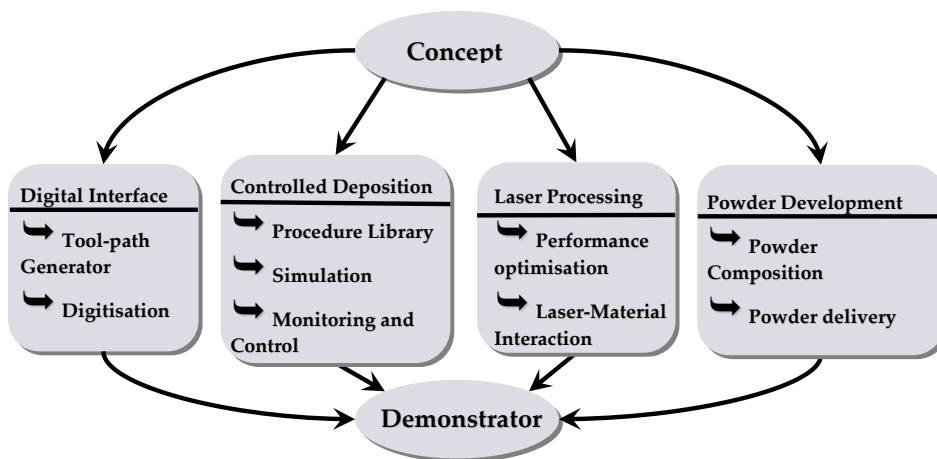 Concept
Digital Interface
Tool-path
Generator
Digitisation
Controlled Deposition
Procedure Library
Simulation
Monitoring and
Control
Laser Processing
Performance
optimisation
Laser-Material
Interaction
Powder Development
Powder
Composition
Powder delivery
Demonstrator